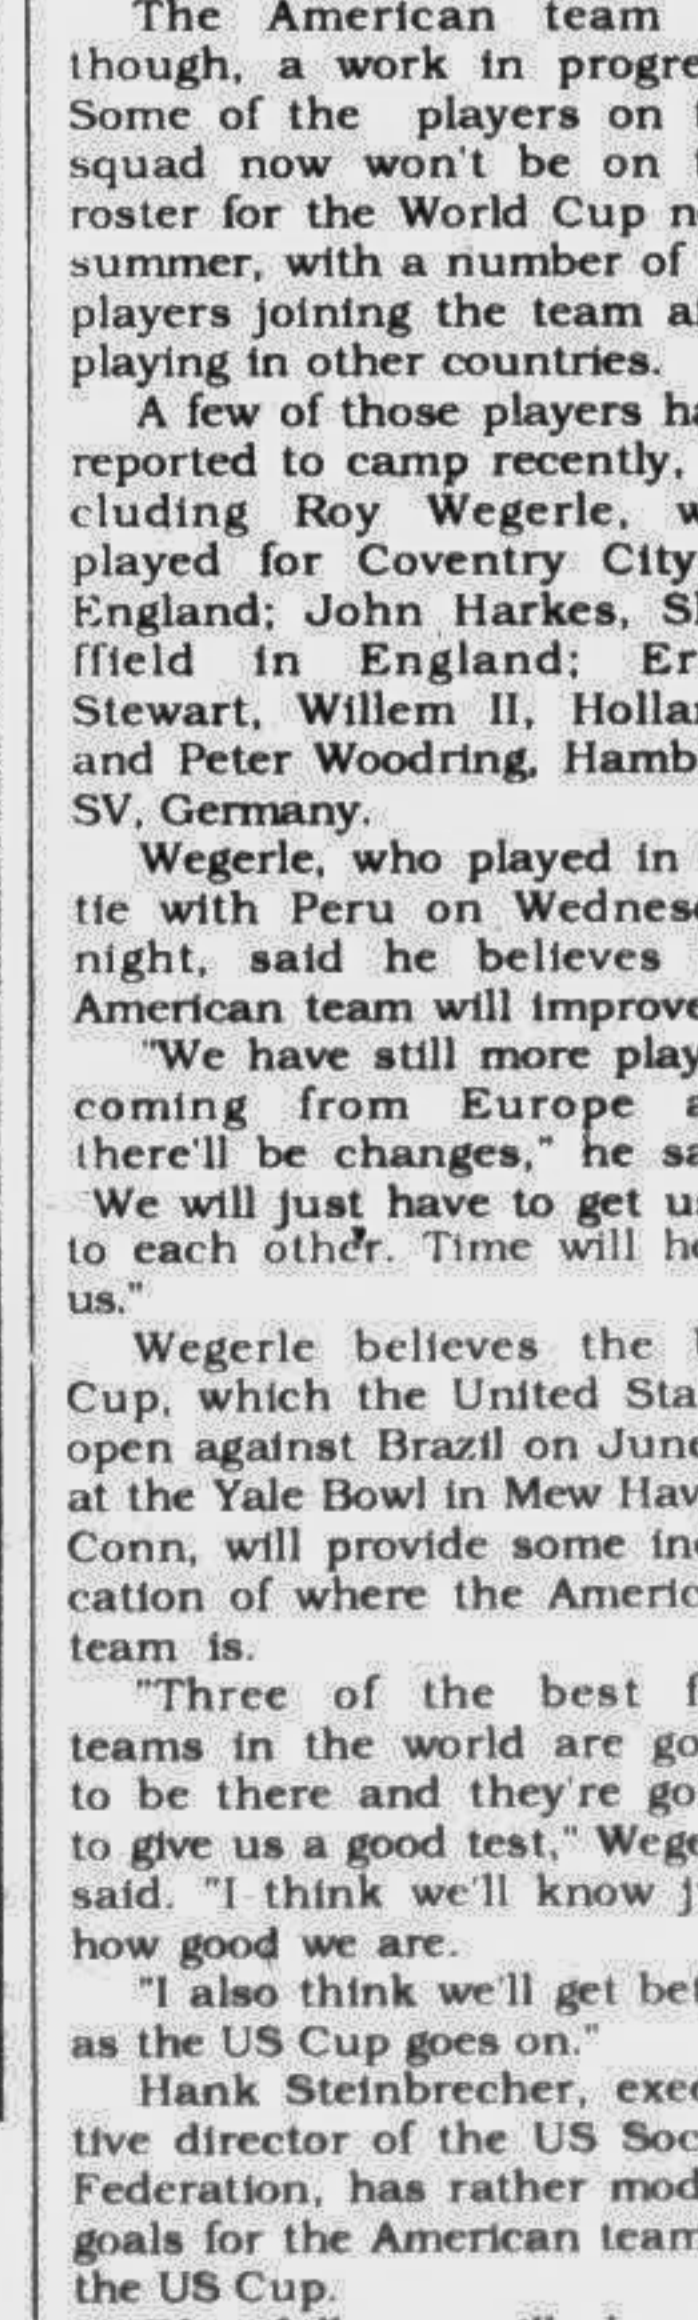 The American team
though, a work in progre
Some of the players on
squad now won't be on t
roster for the World Cup n
summer, with a number of
players joining the team a
playing in other countries.
A few of those players ha
reported to camp recently,
cluding Roy Wegerle, w
played for Coventry City
England; John Harkes, S
ffield in England; Er
Stewart, Willem II, Hollan
and Peter Woodring, Hamb
SV, Germany.
Wegerle, who played in
tie with Peru on Wednes
night, said he believes
American team will improve
"We have still more play
coming from Europe a
there'll be changes," he sa
"We will just have to get u
to each other. Time will he
us."
Wegerle believes the
Cup, which the United Sta
open against Brazil on June
at the Yale Bowl in Mew Hav
Conn, will provide some in
cation of where the Americ
team is.
"Three of the best f
teams in the world are go
to be there and they're go
to give us a good test," Wege
said. "I think we'll know j
how good we are.
"I also think we'll get bet
as the US Cup goes on."
Hank Steinbrecher, exec
tive director of the US Soc
Federation, has rather mod
goals for the American team
the US Cup.